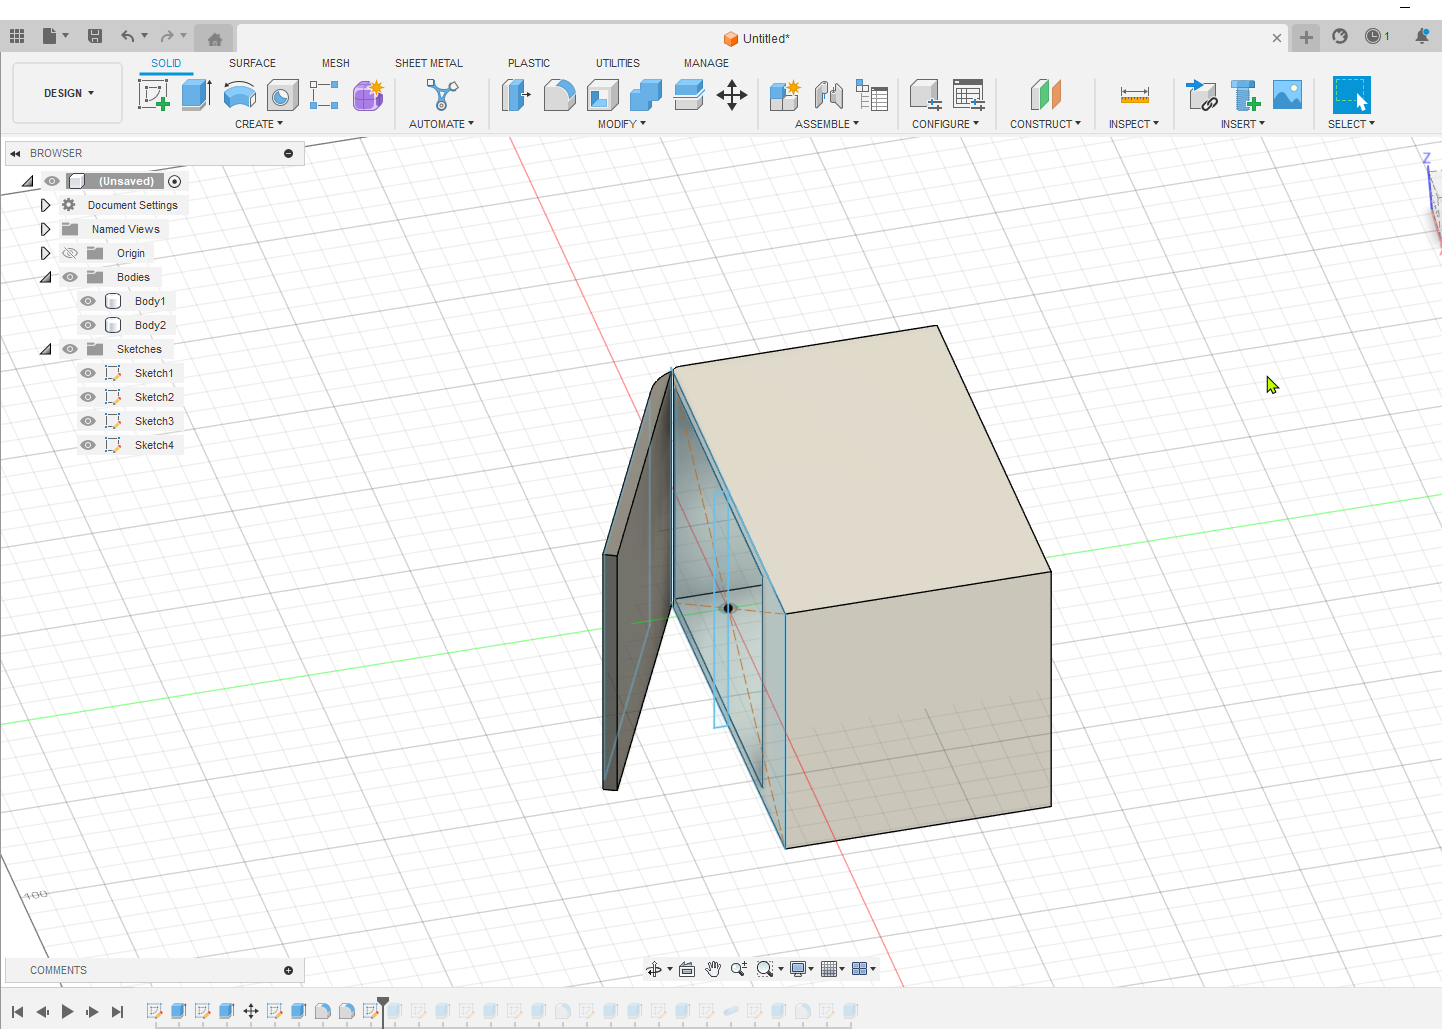 Untitled*
1
DESIGN
SOLID SURFACE MESH SHEET METAL PLASTIC UTILITIES MANAGE
CREATE AUTOMATE MODIFY ASSEMBLE CONFIGURE CONSTRUCT INSPECT INSERT SELECT
BROWSER
(Unsaved)
Document Settings
Named Views
Origin
Bodies
Body1
Body2
Sketches
Sketch1
Sketch2
Sketch3
Sketch4
Z
100
COMMENTS